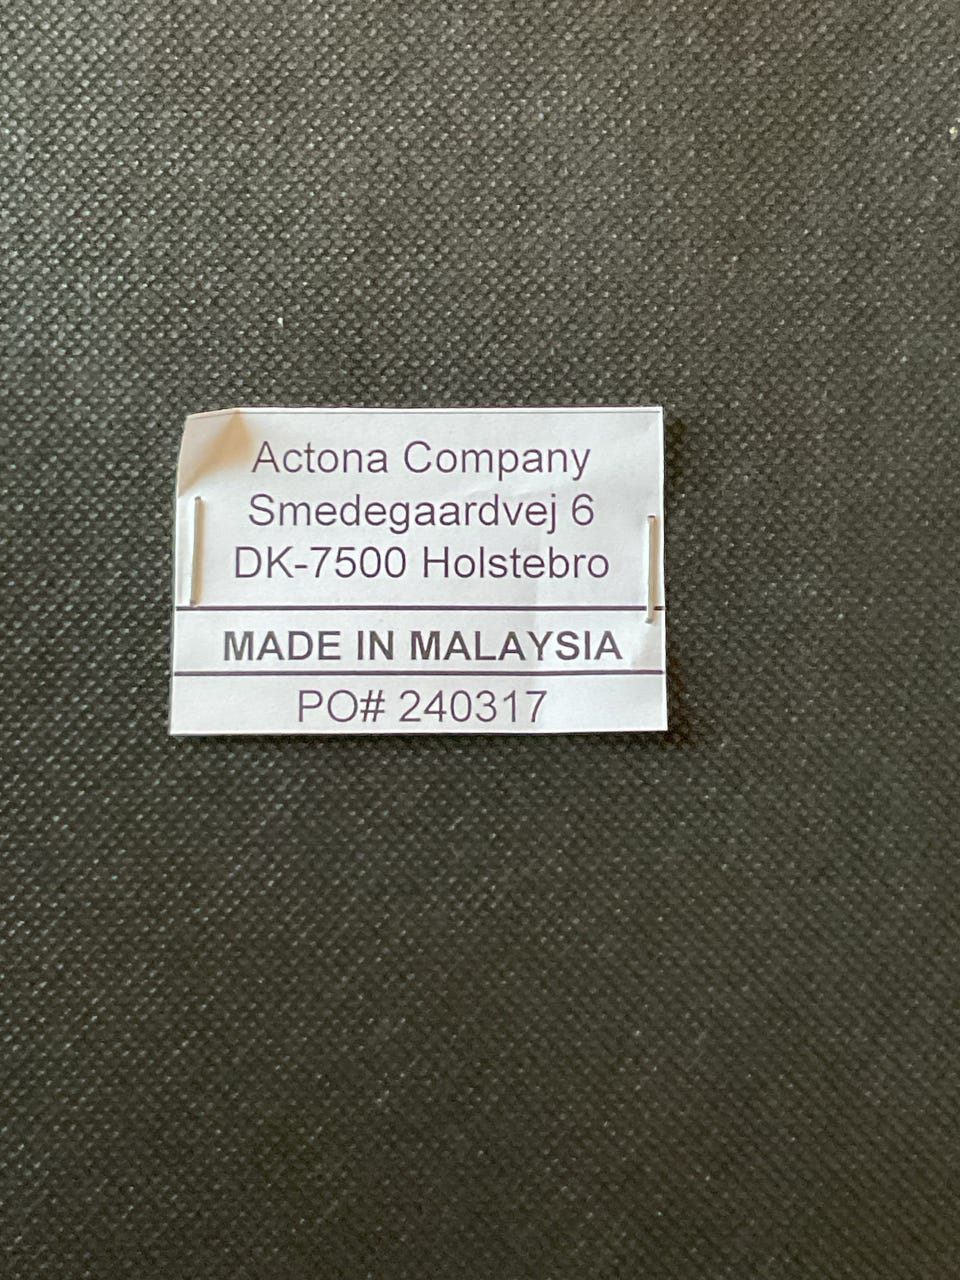 Actona Company
Smedegaardvej 6
DK-7500 Holstebro
MADE IN MALAYSIA
PO# 240317